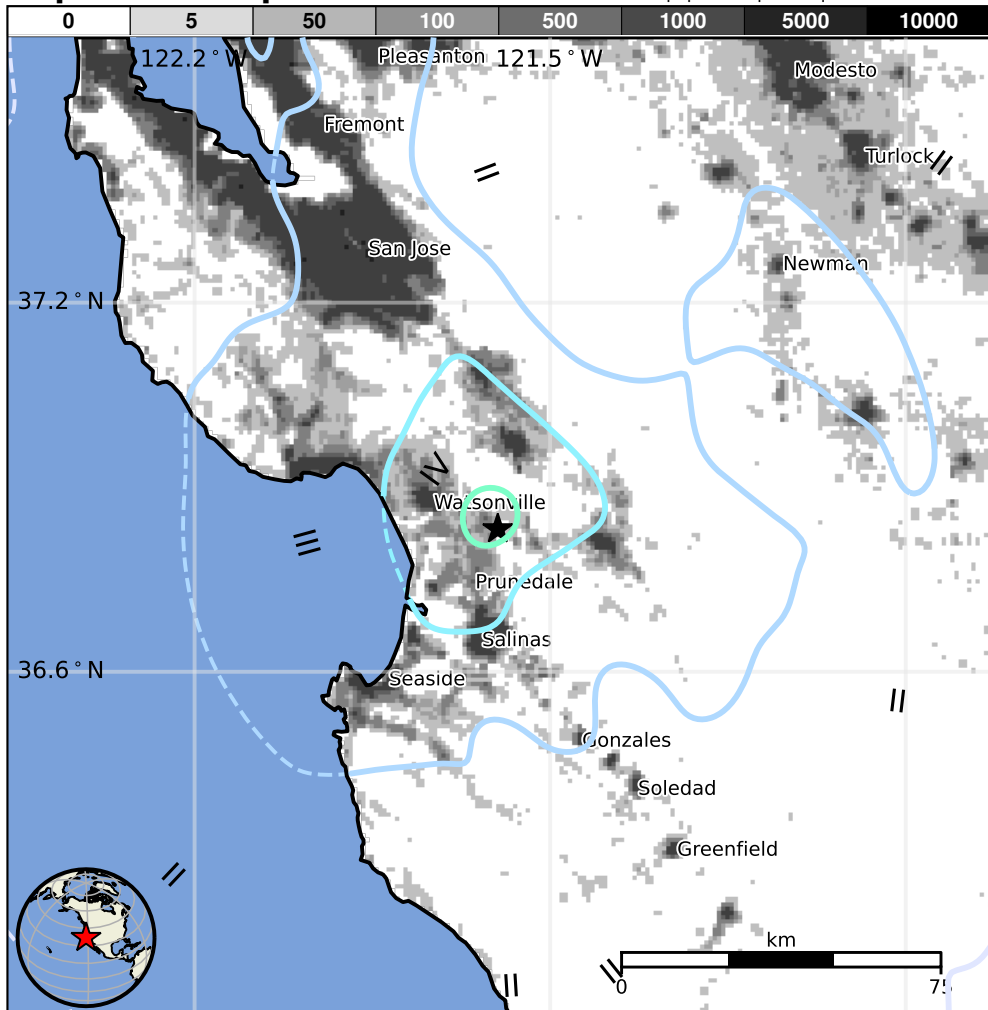 0 5 50 100 500 1000 5000 10000
122.2°W 121.5°W
Pleasanton
Modesto
Fremont
Turlock
II
II
San Jose
Newman
37.2°N
IV
Watsonville
III
Prunedale
Salinas
36.6°N
Seaside
II
Gonzales
Soledad
Greenfield
II
km
II
II
0 75